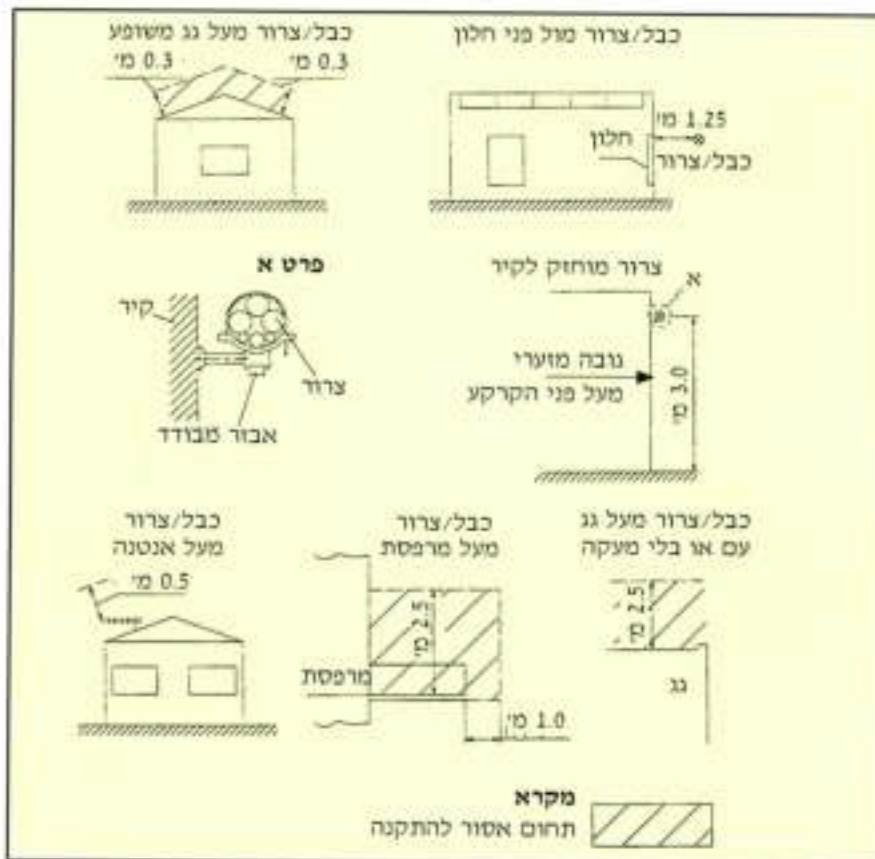 כבל/צרור מול פני חלון
1.25 מ'
חלון
כבל/צרור
כבל/צרור מעל גג משופע
0.3 מ'
0.3 מ'
צרור מוחזק לקיר
א
גובה מזערי
מעל פני הקרקע
3.0 מ'
פרט א
קיר
צרור
אבזר מבודד
כבל/צרור מעל גג
עם או בלי מעקה
2.5 מ'
גג
כבל/צרור
מעל מרפסת
2.5 מ'
מרפסת
1.0 מ'
כבל/צרור
מעל אנטנה
0.5 מ'
מקרא
תחום אסור להתקנה